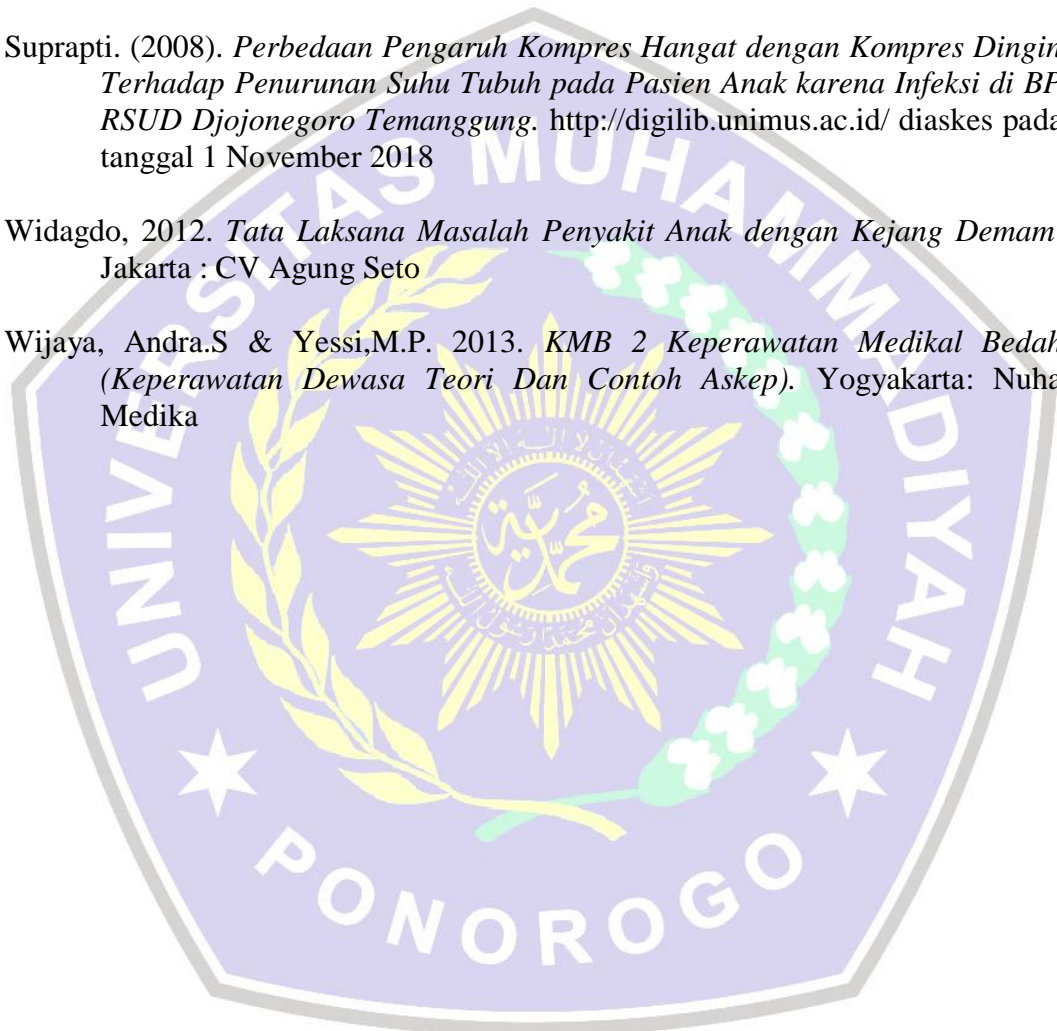 Suprapti. (2008). Perbedaan Pengaruh Kompres Hangat dengan Kompres Dingin
Terhadap Penurunan Suhu Tubuh pada Pasien Anak karena Infeksi di BP
RSUD Djojonegoro Temanggung. http://digilib.unimus.ac.id/ diaskes pada
tanggal 1 November 2018
Widagdo, 2012. Tata Laksana Masalah Penyakit Anak dengan Kejang Demam
Jakarta : CV Agung Seto
Wijaya, Andra.S & Yessi,M.P. 2013. KMB 2 Keperawatan Medikal Bedah
(Keperawatan Dewasa Teori Dan Contoh Askep). Yogyakarta: Nuha
Medika
UNIVERSITAS MUHAMMADIYAH
PONOROGO
محمدية